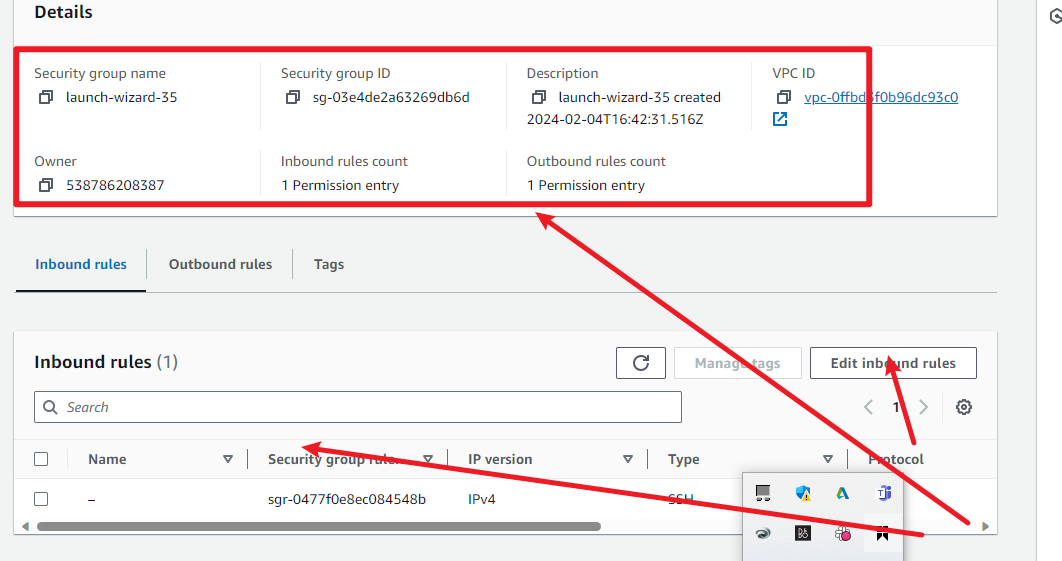 Details
Security group name
launch-wizard-35
Security group ID
sg-03e4de2a63269db6d
Description
launch-wizard-35 created
2024-02-04T16:42:31.516Z
VPC ID
vpc-0ffbd3f0b96dc93c0
Owner
538786208387
Inbound rules count
1 Permission entry
Outbound rules count
1 Permission entry
Inbound rules
Outbound rules
Tags
Inbound rules (1)
Manage tags
Edit inbound rules
Search
1
Name
Security group rule...
IP version
Type
Protocol
–
sgr-0477f0e8ec084548b
IPv4
SSH